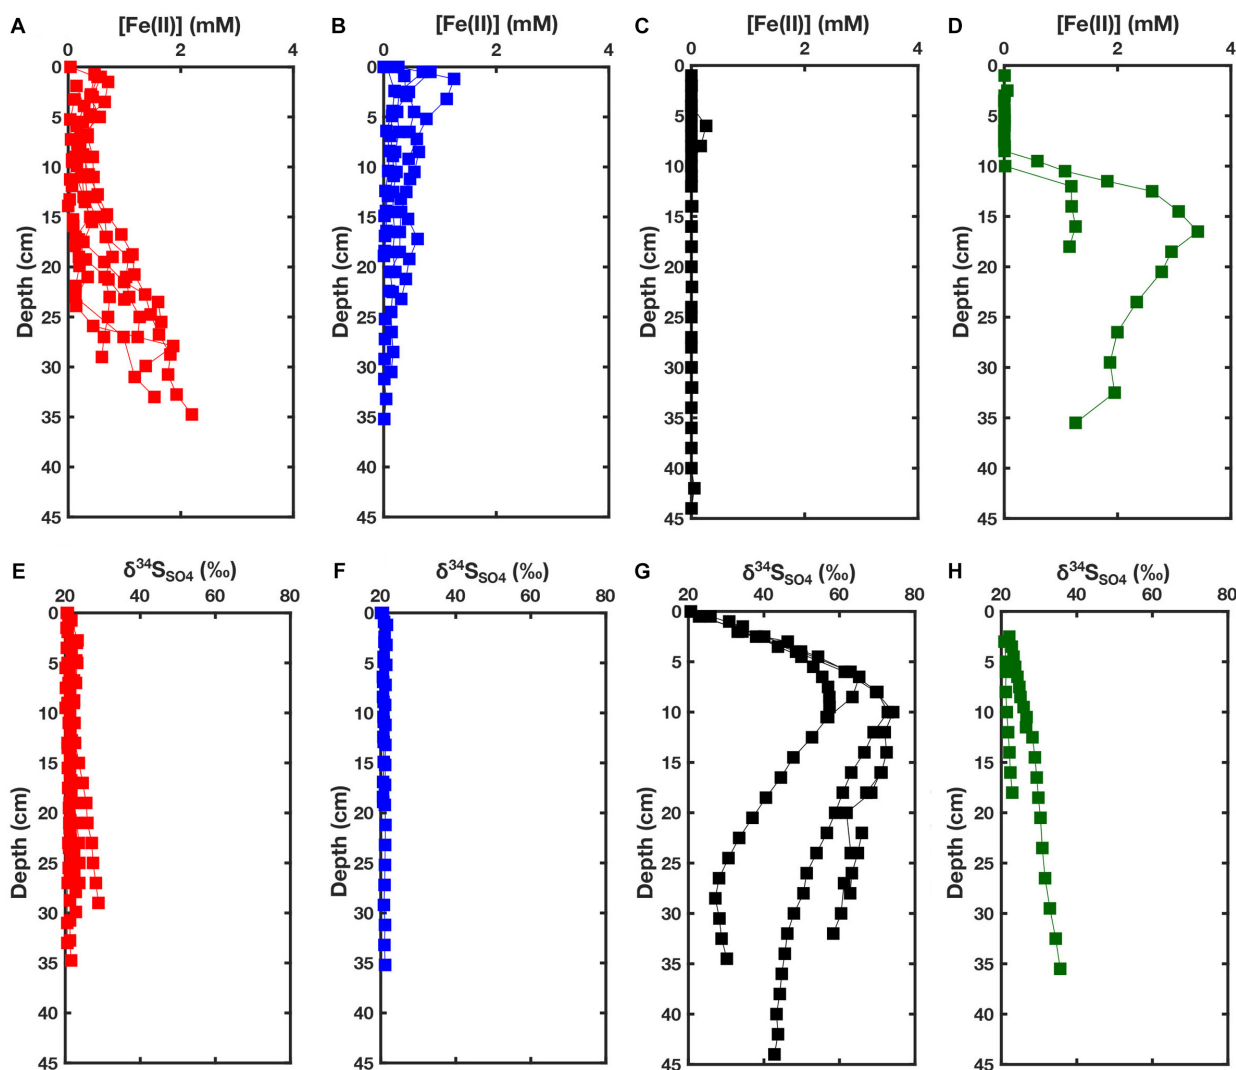 A [Fe(II)] (mM) B [Fe(II)] (mM) C [Fe(II)] (mM) D [Fe(II)] (mM)
0 2 4 0 2 4 0 2 4 0 2 4
0 0 0 0
5 5 5 5
10 10 10 10
15 15 15 15
20 20 20 20
25 25 25 25
30 30 30 30
35 35 35 35
40 40 40 40
45 45 45 45
Depth (cm) Depth (cm) Depth (cm) Depth (cm)
E δ³⁴S_SO4 (‰) F δ³⁴S_SO4 (‰) G δ³⁴S_SO4 (‰) H δ³⁴S_SO4 (‰)
20 40 60 80 20 40 60 80 20 40 60 80 20 40 60 80
0 0 0 0
5 5 5 5
10 10 10 10
15 15 15 15
20 20 20 20
25 25 25 25
30 30 30 30
35 35 35 35
40 40 40 40
45 45 45 45
Depth (cm) Depth (cm) Depth (cm) Depth (cm)